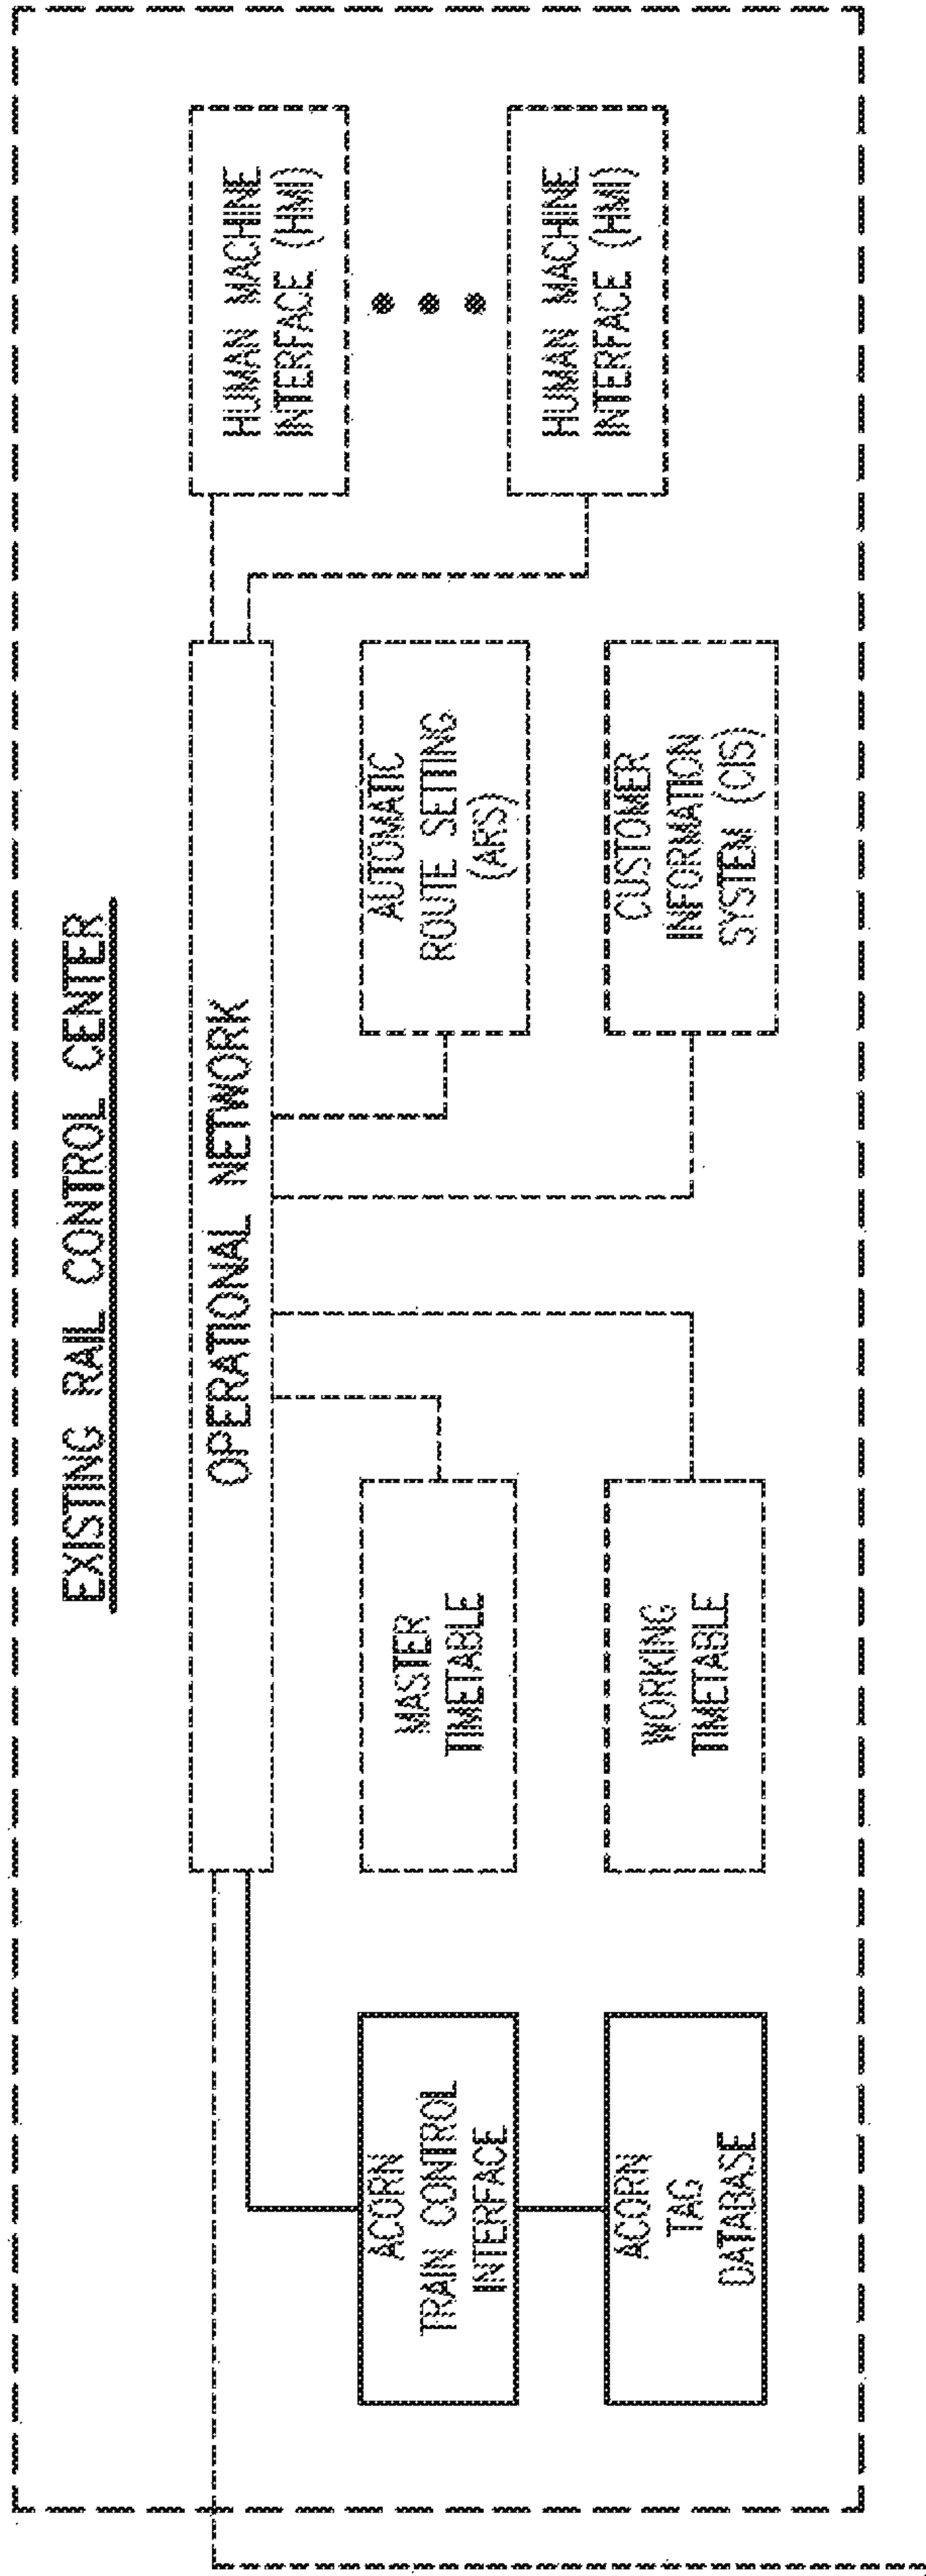 EXISTING RAIL CONTROL CENTER
OPERATIONAL NETWORK
ACORN
TRAIN CONTROL
INTERFACE
ACORN
TAG
DATABASE
MASTER
TIMETABLE
WORKING
TIMETABLE
AUTOMATIC
ROUTE SETTING
(ARS)
CUSTOMER
INFORMATION
SYSTEM (CIS)
HUMAN MACHINE
INTERFACE (HMI)
HUMAN MACHINE
INTERFACE (HMI)